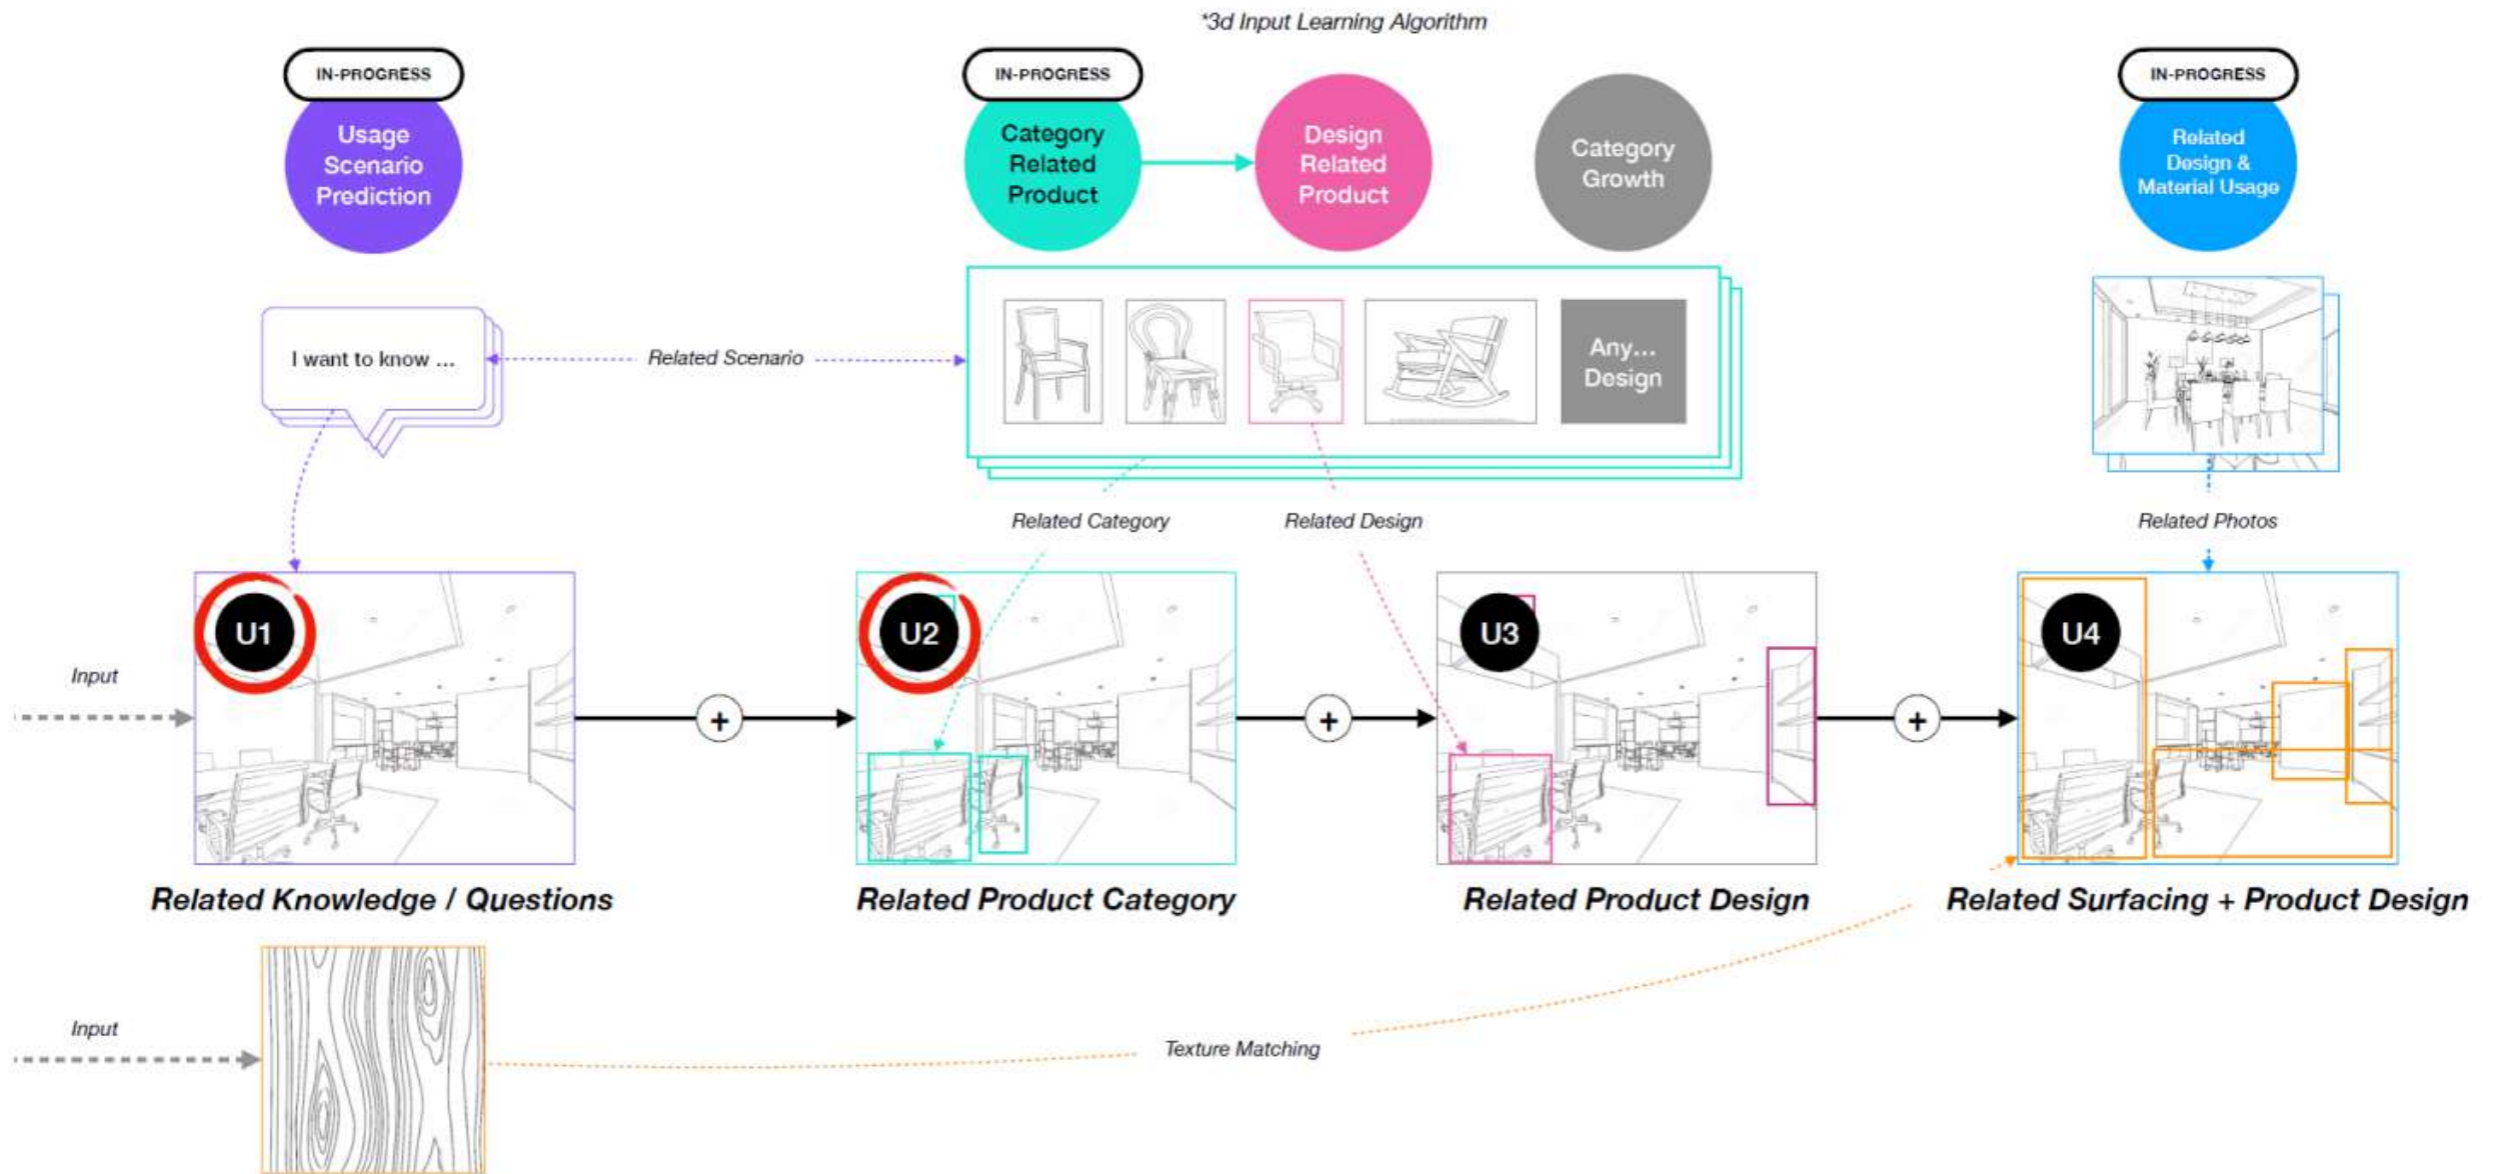 *3d Input Learning Algorithm
IN-PROGRESS
Usage
Scenario
Prediction
IN-PROGRESS
Category
Related
Product
Design
Related
Product
Category
Growth
IN-PROGRESS
Related
Design &
Material Usage
I want to know ...
Related Scenario
Any...
Design
Related Category
Related Design
Related Photos
Input
U1
+
U2
+
U3
+
U4
Related Knowledge / Questions
Related Product Category
Related Product Design
Related Surfacing + Product Design
Input
Texture Matching